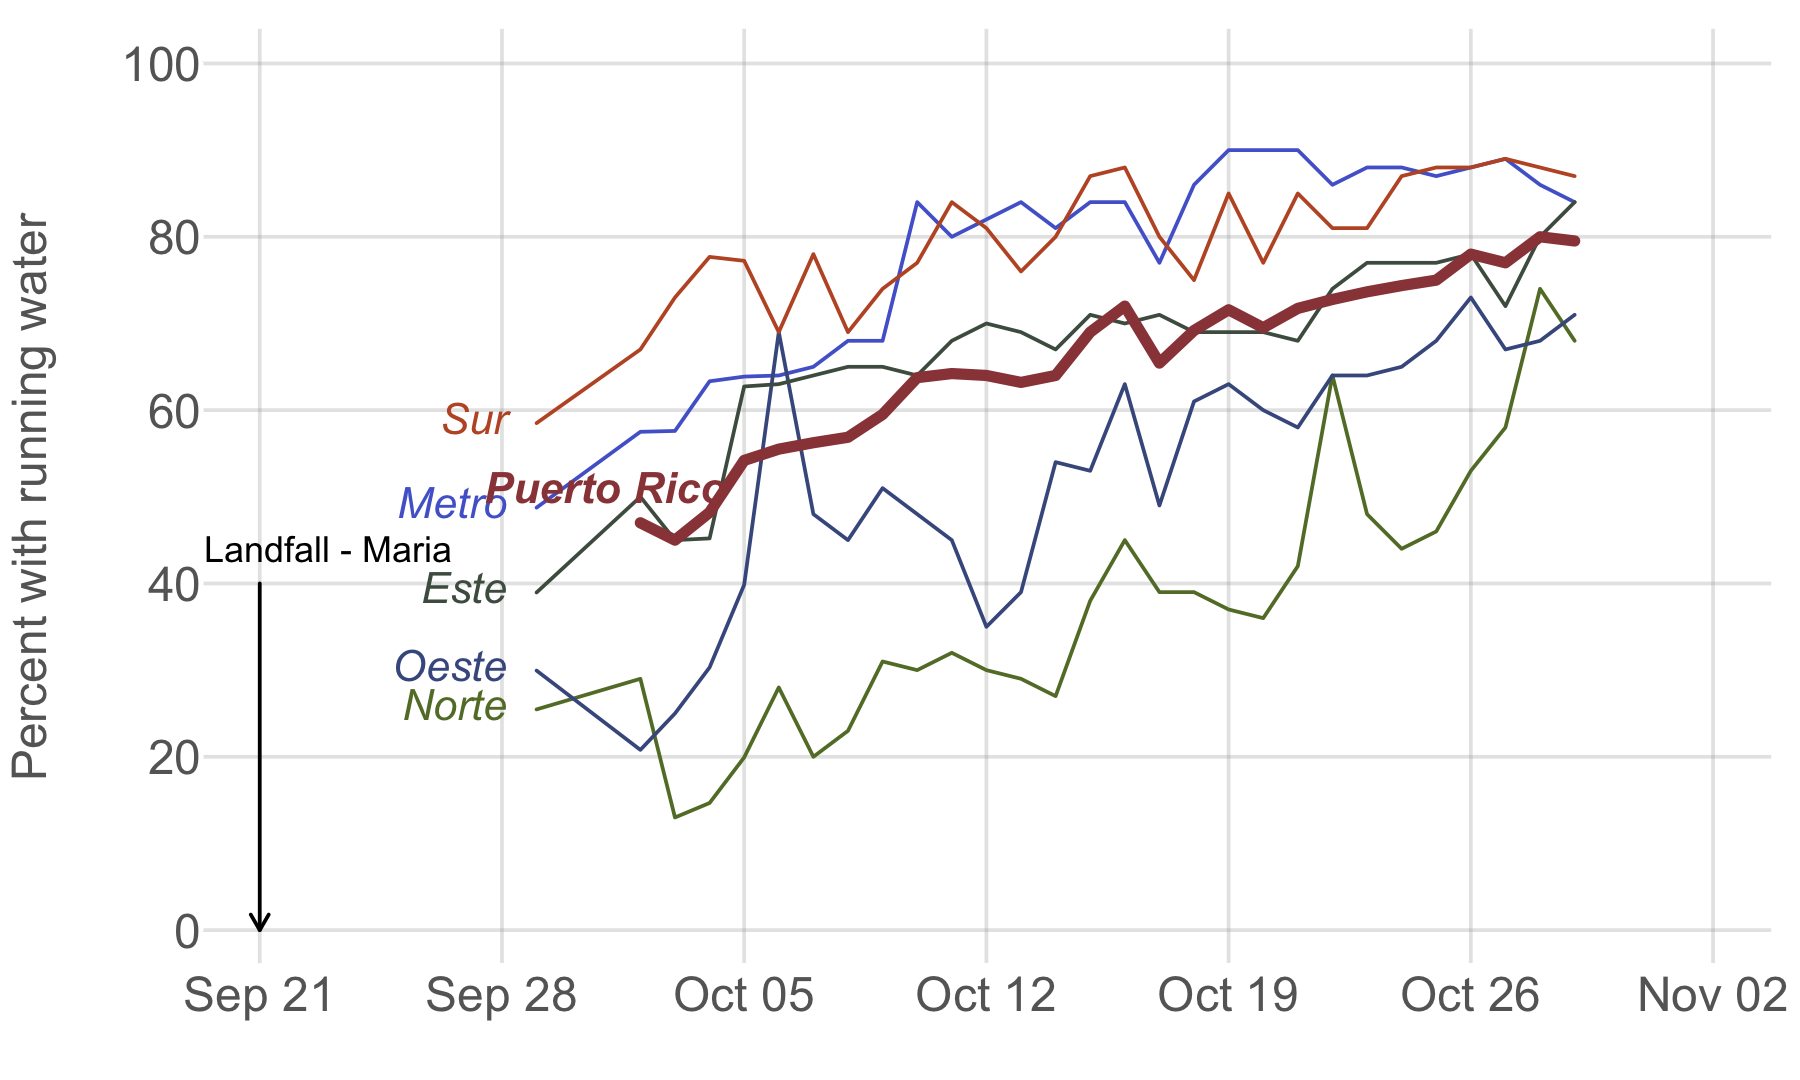 Percent with running water
100
80
60
40
20
0
Sur
Puerto Rico
Metro
Landfall - Maria
Este
Oeste
Norte
Sep 21 Sep 28 Oct 05 Oct 12 Oct 19 Oct 26 Nov 02